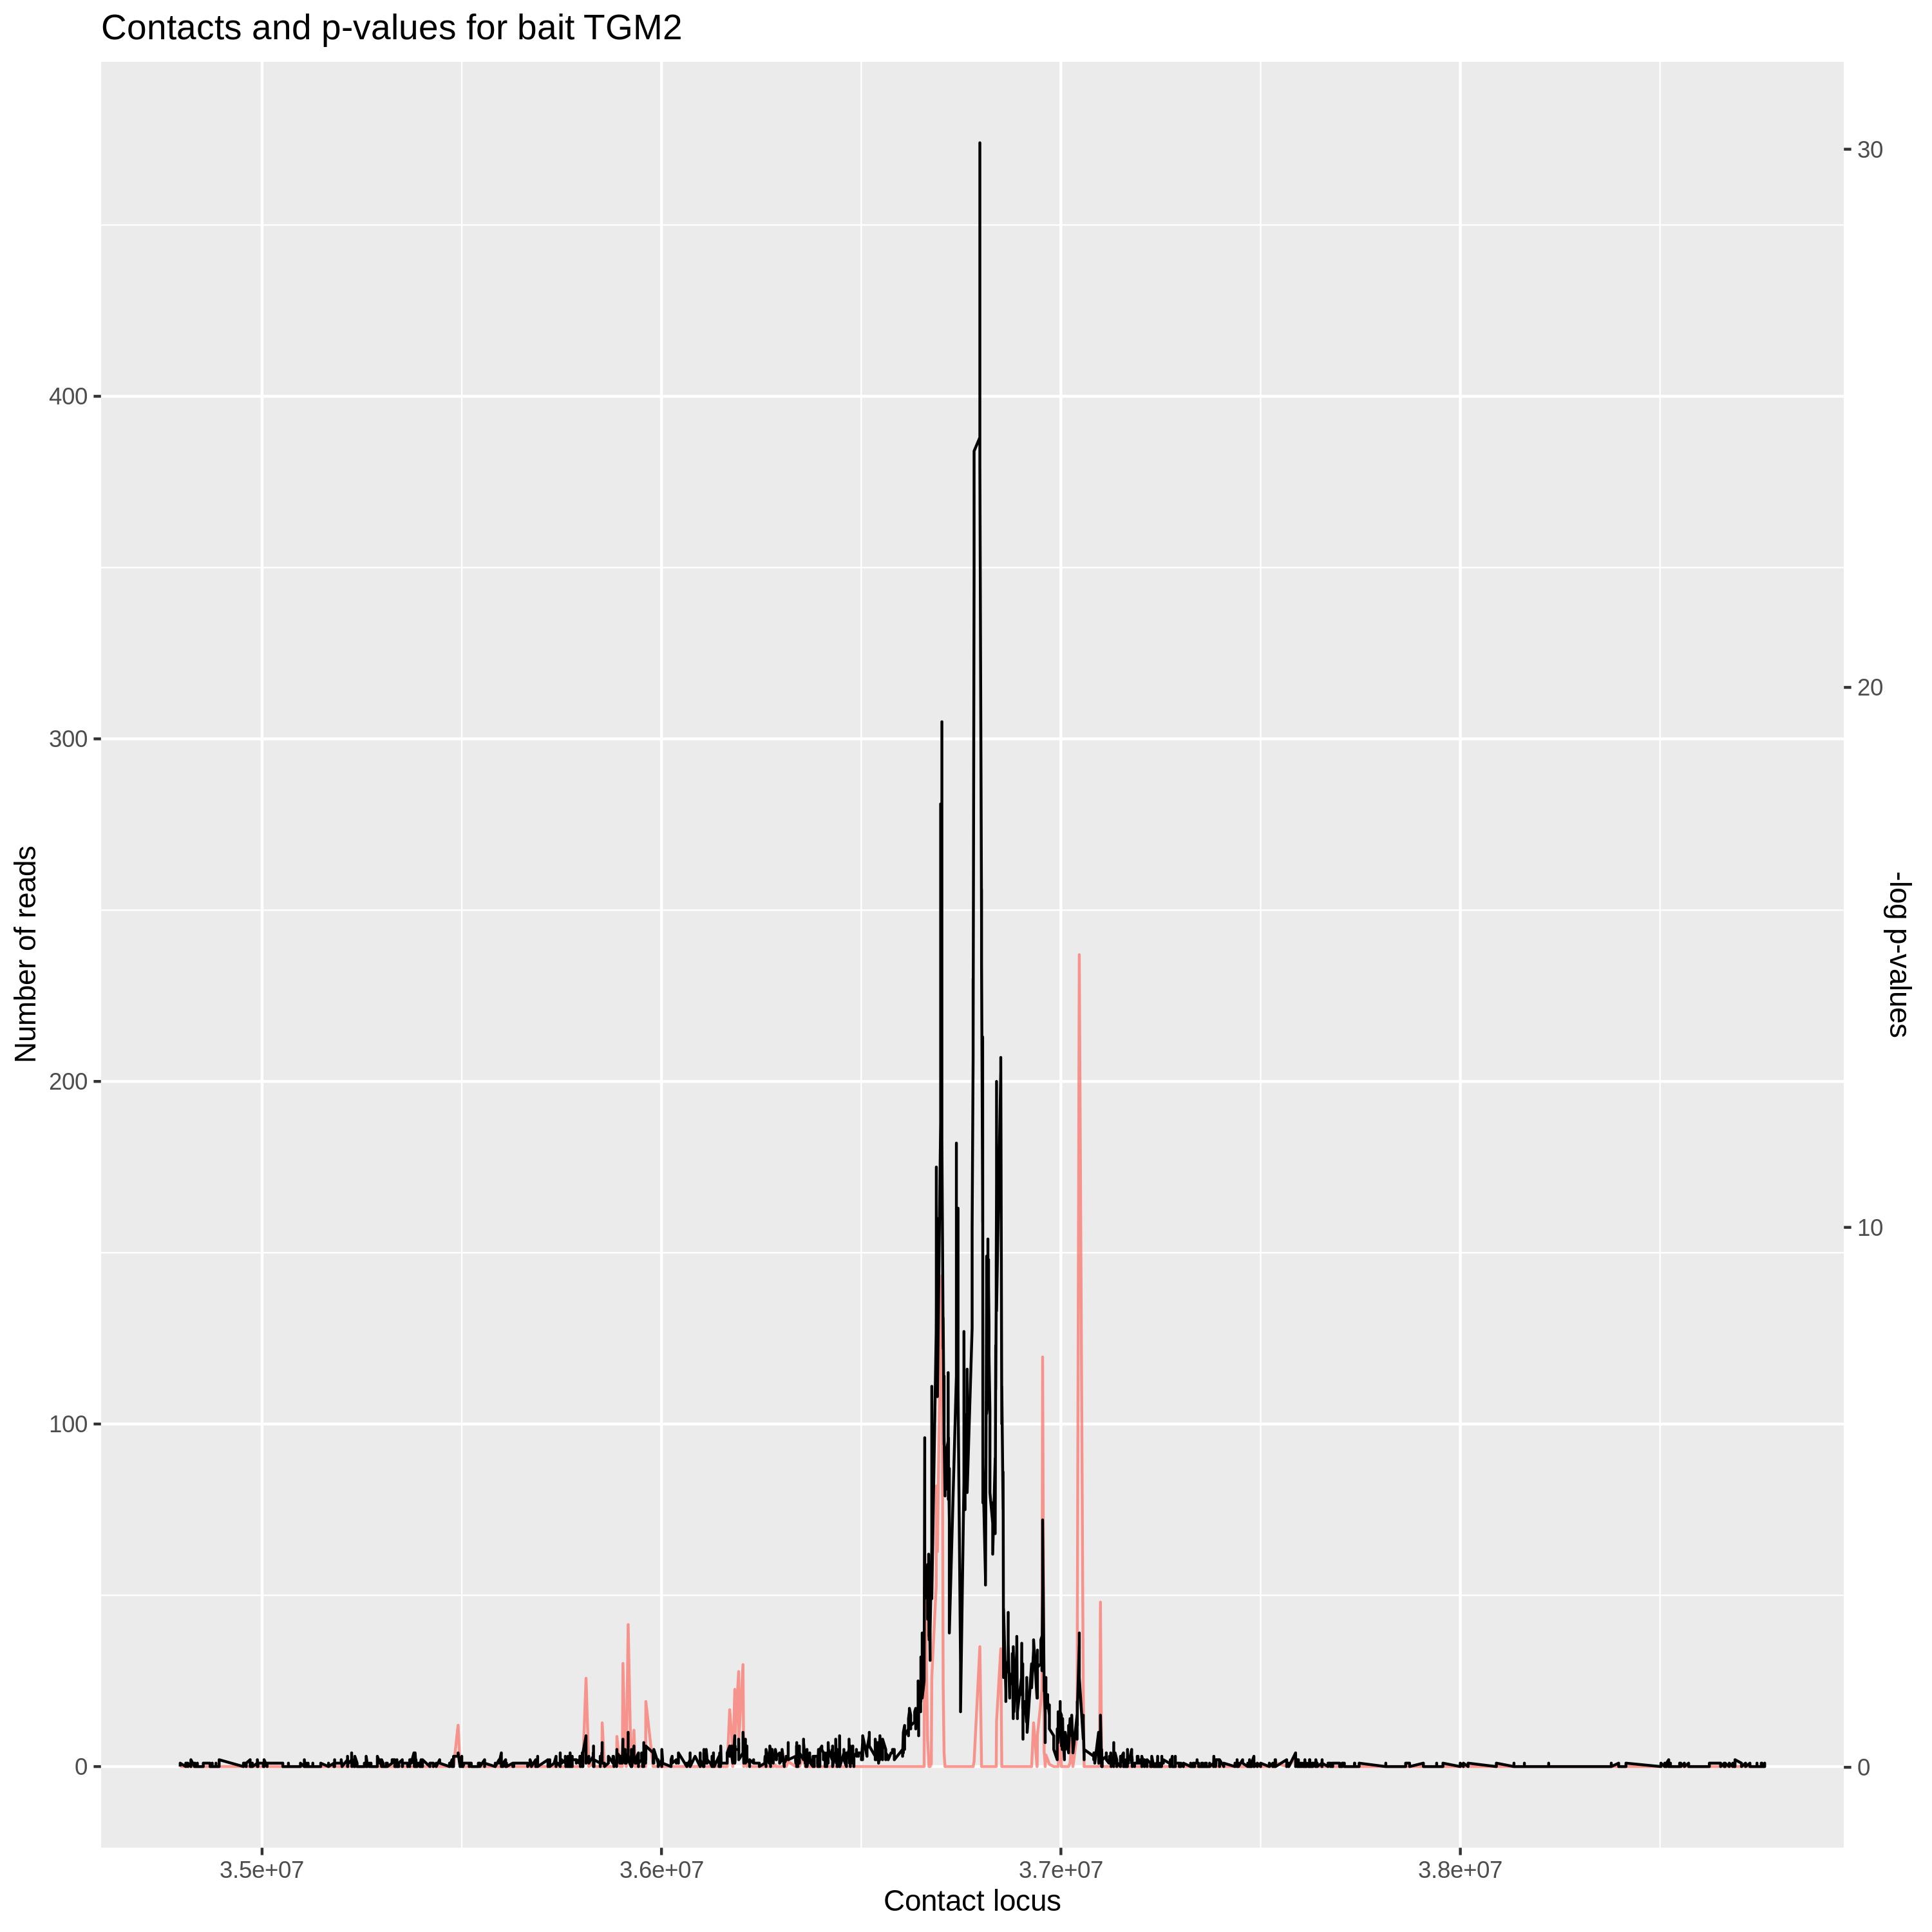 Contacts and p-values for bait TGM2
30
400
20
300
Number of reads
-log p-values
200
10
100
0
0
3.5e+07 3.6e+07 3.7e+07 3.8e+07
Contact locus